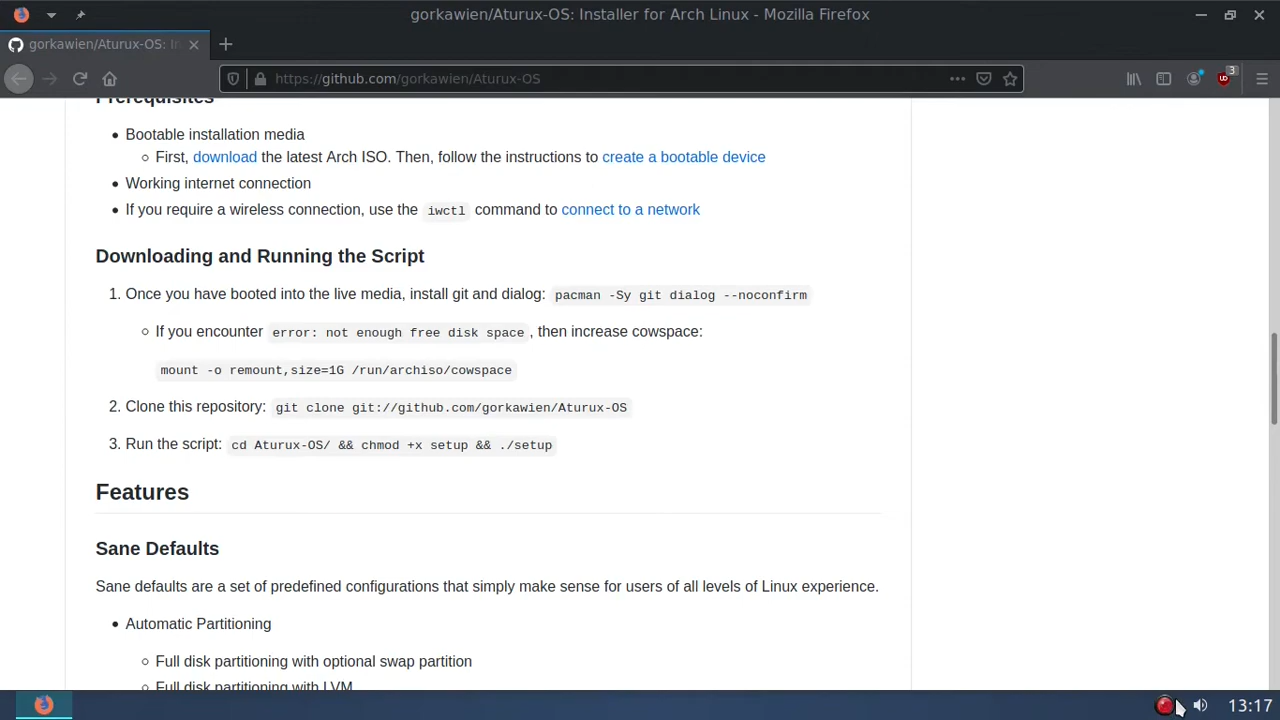 gorkawien/Aturux-OS: Installer for Arch Linux - Mozilla Firefox
gorkawien/Aturux-OS: In
https://github.com/gorkawien/Aturux-OS
3
Prerequisites
Bootable installation media
First, download the latest Arch ISO. Then, follow the instructions to create a bootable device
Working internet connection
If you require a wireless connection, use the iwctl command to connect to a network
Downloading and Running the Script
1. Once you have booted into the live media, install git and dialog: pacman -Sy git dialog --noconfirm
If you encounter error: not enough free disk space, then increase cowspace:
mount -o remount,size=1G /run/archiso/cowspace
2. Clone this repository: git clone git://github.com/gorkawien/Aturux-OS
3. Run the script: cd Aturux-OS/ && chmod +x setup && ./setup
Features
Sane Defaults
Sane defaults are a set of predefined configurations that simply make sense for users of all levels of Linux experience.
Automatic Partitioning
Full disk partitioning with optional swap partition
Full disk partitioning with LVM
13:17